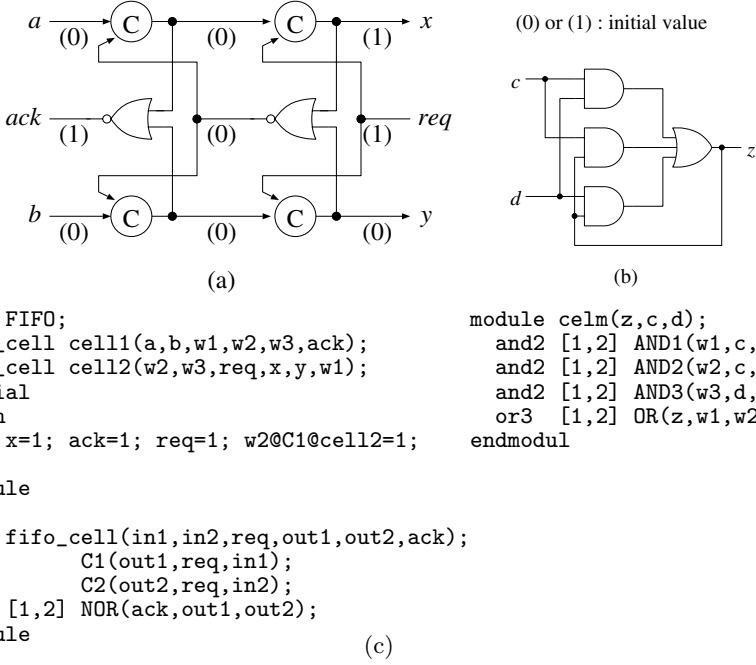 a (0) C (0) C (1) x
(0) or (1) : initial value
ack (1) (0) (1) req
b (0) C (0) C (0) y
c
d
z
(a)
(b)
FIFO;
_cell cell1(a,b,w1,w2,w3,ack);
_cell cell2(w2,w3,req,x,y,w1);
ial
n
x=1; ack=1; req=1; w2@C1@cell2=1;
ule
fifo_cell(in1,in2,req,out1,out2,ack);
C1(out1,req,in1);
C2(out2,req,in2);
[1,2] NOR(ack,out1,out2);
ule
module celm(z,c,d);
and2 [1,2] AND1(w1,c,
and2 [1,2] AND2(w2,c,
and2 [1,2] AND3(w3,d,
or3 [1,2] OR(z,w1,w2
endmodul
(c)